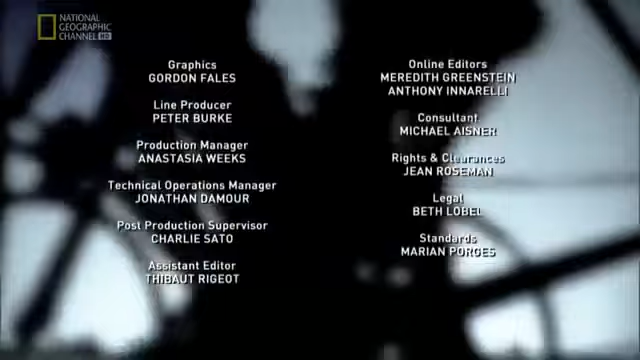 NATIONAL
GEOGRAPHIC
CHANNEL HD
Graphics
GORDON FALES
Line Producer
PETER BURKE
Production Manager
ANASTASIA WEEKS
Technical Operations Manager
JONATHAN DAMOUR
Post Production Supervisor
CHARLIE SATO
Assistant Editor
THIBAUT RIGEOT
Online Editors
MEREDITH GREENSTEIN
ANTHONY INNARELLI
Consultant
MICHAEL AISNER
Rights & Clearances
JEAN ROSEMAN
Legal
BETH LOBEL
Standards
MARIAN PORGES